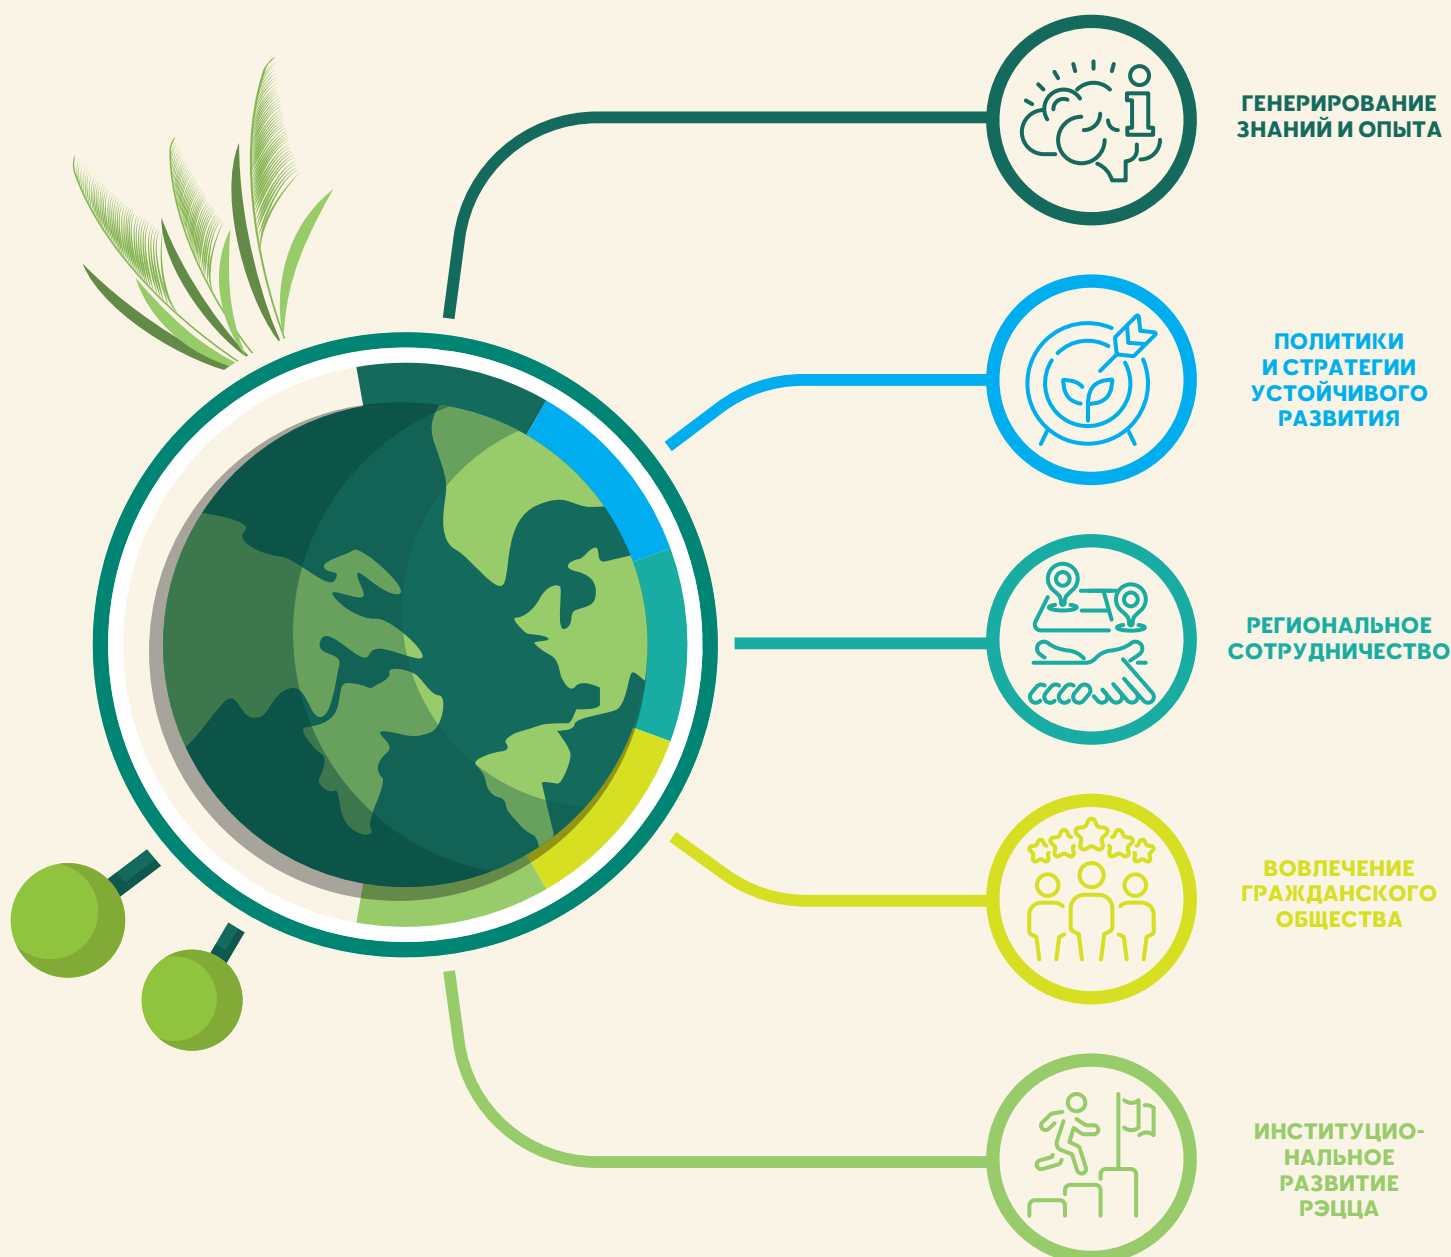 ГЕНЕРИРОВАНИЕ
ЗНАНИЙ И ОПЫТА
ПОЛИТИКИ
И СТРАТЕГИИ
УСТОЙЧИВОГО
РАЗВИТИЯ
РЕГИОНАЛЬНОЕ
СОТРУДНИЧЕСТВО
ВОВЛЕЧЕНИЕ
ГРАЖДАНСКОГО
ОБЩЕСТВА
ИНСТИТУЦИО-
НАЛЬНОЕ
РАЗВИТИЕ
РЭЦЦА